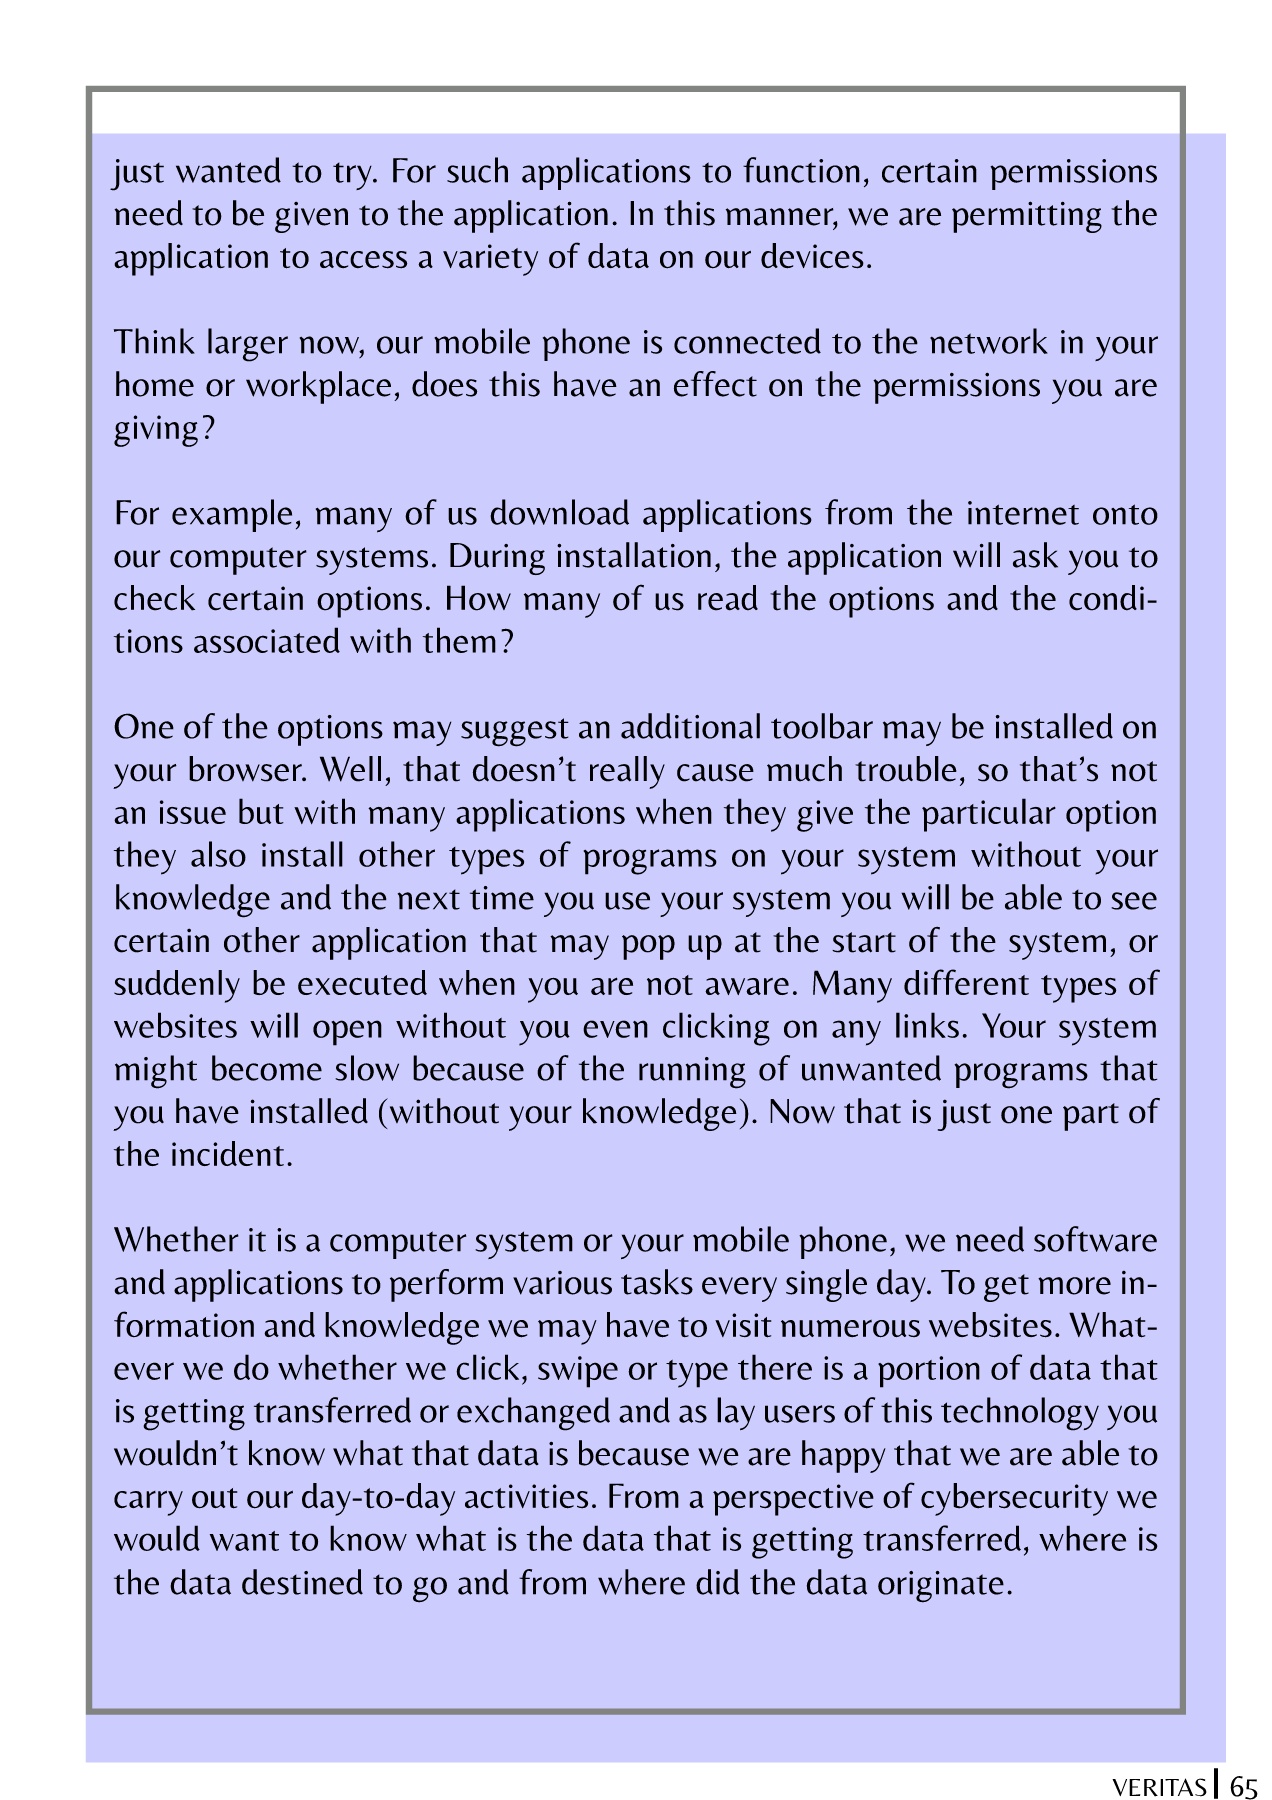 just wanted to try. For such applications to function, certain permissions
need to be given to the application. In this manner, we are permitting the
application to access a variety of data on our devices.
Think larger now, our mobile phone is connected to the network in your
home or workplace, does this have an effect on the permissions you are
giving?
For example, many of us download applications from the internet onto
our computer systems. During installation, the application will ask you to
check certain options. How many of us read the options and the condi-
tions associated with them?
One of the options may suggest an additional toolbar may be installed on
your browser. Well, that doesn’t really cause much trouble, so that’s not
an issue but with many applications when they give the particular option
they also install other types of programs on your system without your
knowledge and the next time you use your system you will be able to see
certain other application that may pop up at the start of the system, or
suddenly be executed when you are not aware. Many different types of
websites will open without you even clicking on any links. Your system
might become slow because of the running of unwanted programs that
you have installed (without your knowledge). Now that is just one part of
the incident.
Whether it is a computer system or your mobile phone, we need software
and applications to perform various tasks every single day. To get more in-
formation and knowledge we may have to visit numerous websites. What-
ever we do whether we click, swipe or type there is a portion of data that
is getting transferred or exchanged and as lay users of this technology you
wouldn’t know what that data is because we are happy that we are able to
carry out our day-to-day activities. From a perspective of cybersecurity we
would want to know what is the data that is getting transferred, where is
the data destined to go and from where did the data originate.
VERITAS | 65